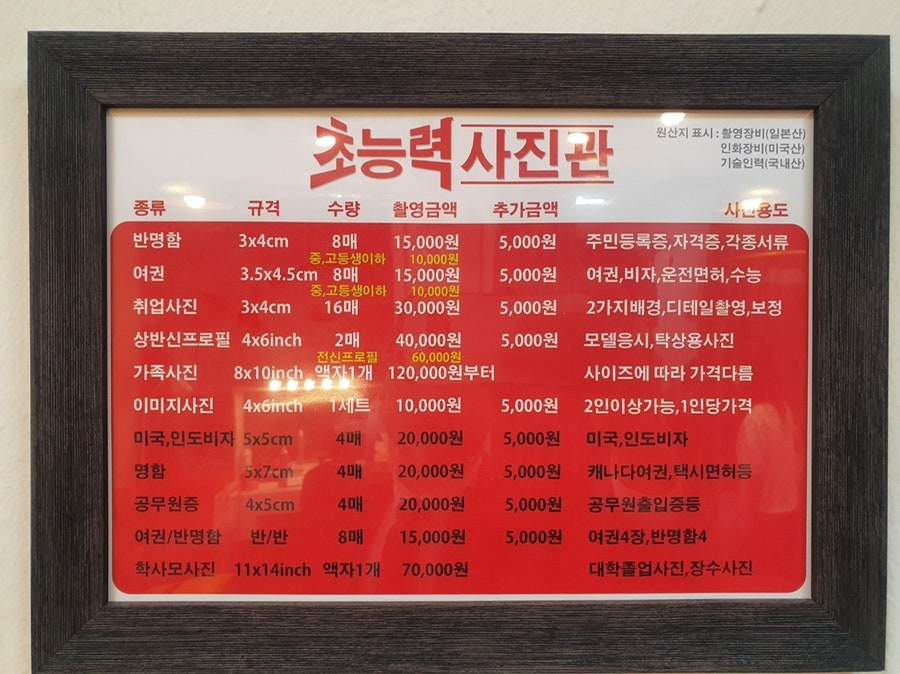 초능력 사진관
원산지 표시 : 촬영장비(일본산)
인화장비(미국산)
기술인력(국내산)
종류 규격 수량 촬영금액 추가금액 사진용도
반명함 3x4cm 8매 15,000원 5,000원 주민등록증,자격증,각종서류
중,고등생이하 10,000원
여권 3.5x4.5cm 8매 15,000원 5,000원 여권,비자,운전면허,수능
중,고등생이하 10,000원
취업사진 3x4cm 16매 30,000원 5,000원 2가지배경,디테일촬영,보정
상반신프로필 4x6inch 2매 40,000원 5,000원 모델응시,탁상용사진
전신프로필 60,000원
가족사진 8x10inch 액자1개 120,000원부터 사이즈에 따라 가격다름
이미지사진 4x6inch 1세트 10,000원 5,000원 2인이상가능,1인당가격
미국,인도비자 5x5cm 4매 20,000원 5,000원 미국,인도비자
명함 5x7cm 4매 20,000원 5,000원 캐나다여권,택시면허등
공무원증 4x5cm 4매 20,000원 5,000원 공무원출입증등
여권/반명함 반/반 8매 15,000원 5,000원 여권4장,반명함4
학사모사진 11x14inch 액자1개 70,000원 대학졸업사진,장수사진